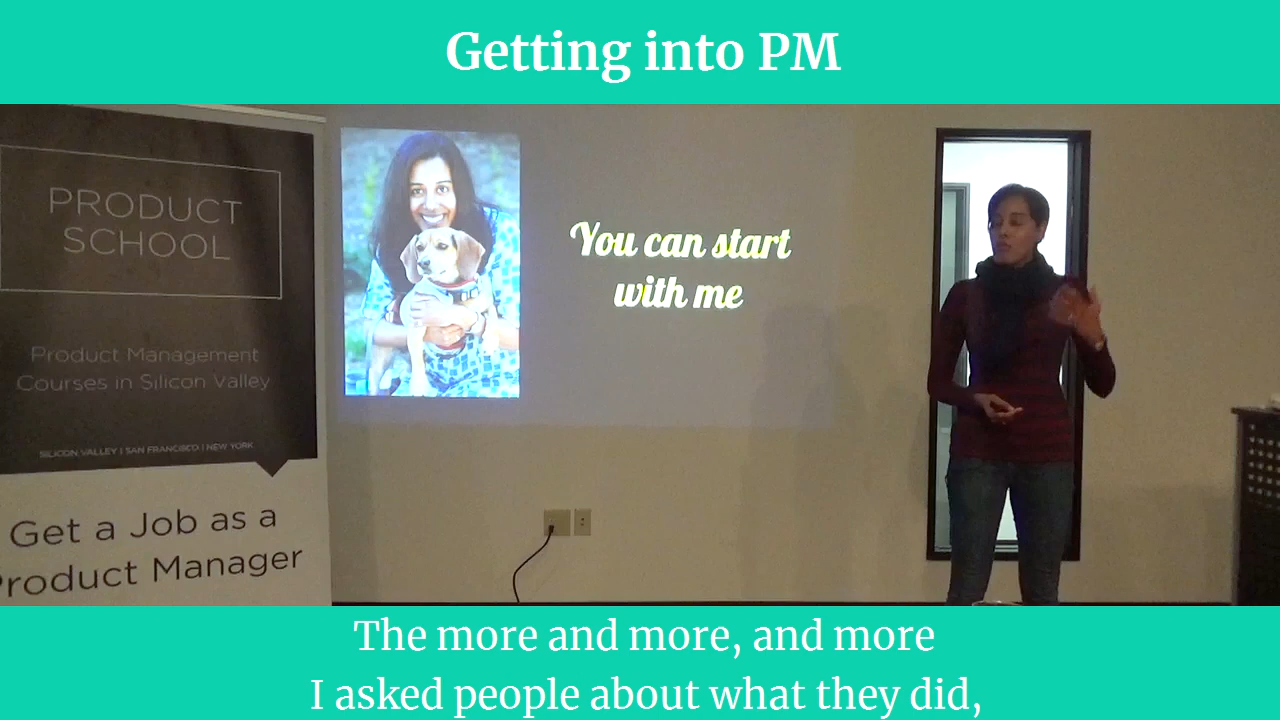 Getting into PM
PRODUCT
SCHOOL
Product Management
Courses in Silicon Valley
SILICON VALLEY | SAN FRANCISCO | NEW YORK
Get a Job as a
Product Manager
You can start
with me
The more and more, and more
I asked people about what they did,